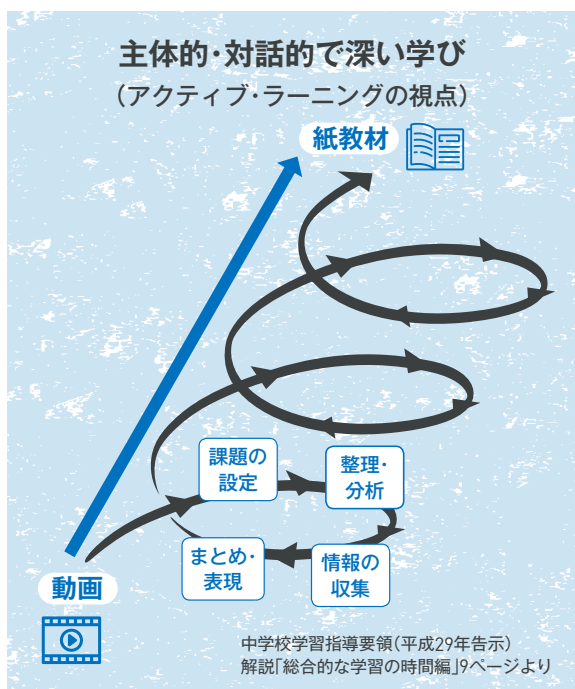 主体的・対話的で深い学び
（アクティブ・ラーニングの視点）
紙教材
課題の
設定
整理・
分析
まとめ・
表現
情報の
収集
動画
中学校学習指導要領（平成29年告示）
解説「総合的な学習の時間編」9ページより